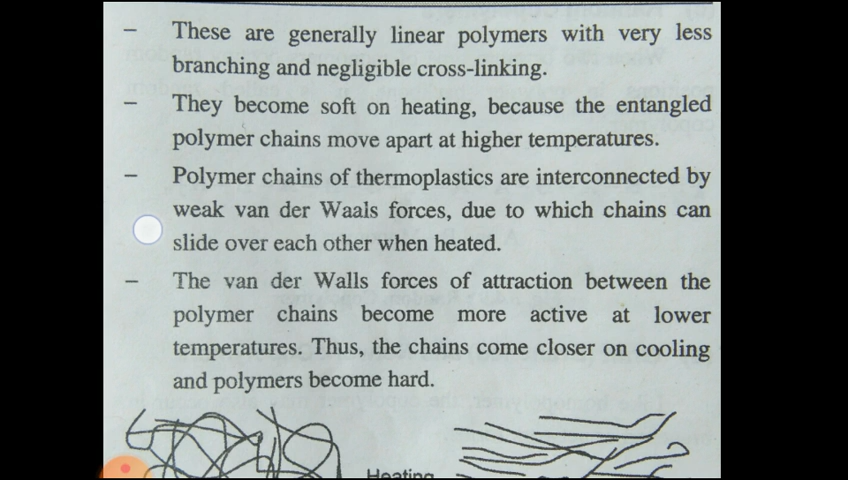 – These are generally linear polymers with very less
branching and negligible cross-linking.
– They become soft on heating, because the entangled
polymer chains move apart at higher temperatures.
– Polymer chains of thermoplastics are interconnected by
weak van der Waals forces, due to which chains can
slide over each other when heated.
– The van der Walls forces of attraction between the
polymer chains become more active at lower
temperatures. Thus, the chains come closer on cooling
and polymers become hard.
Heating